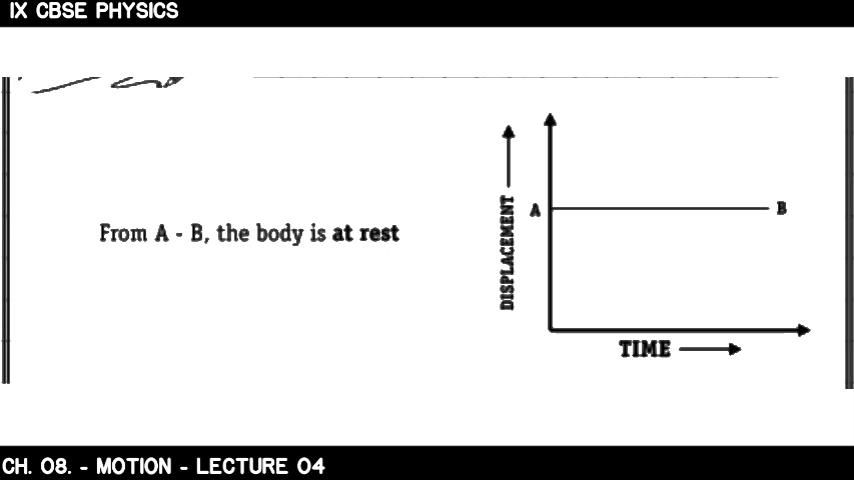 IX CBSE PHYSICS
From A - B, the body is at rest
DISPLACEMENT
A
B
TIME
CH. 08. - MOTION - LECTURE 04